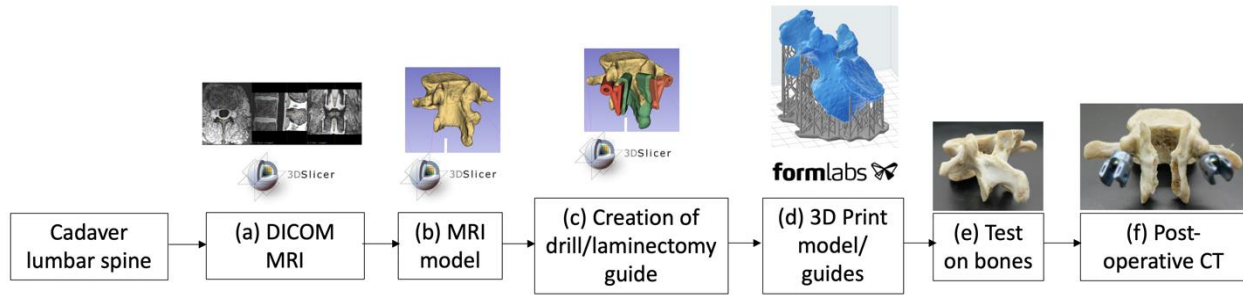 3DSlicer
3DSlicer
3DSlicer
formlabs
Cadaver
lumbar spine
(a) DICOM
MRI
(b) MRI
model
(c) Creation of
drill/laminectomy
guide
(d) 3D Print
model/
guides
(e) Test
on bones
(f) Post-
operative CT